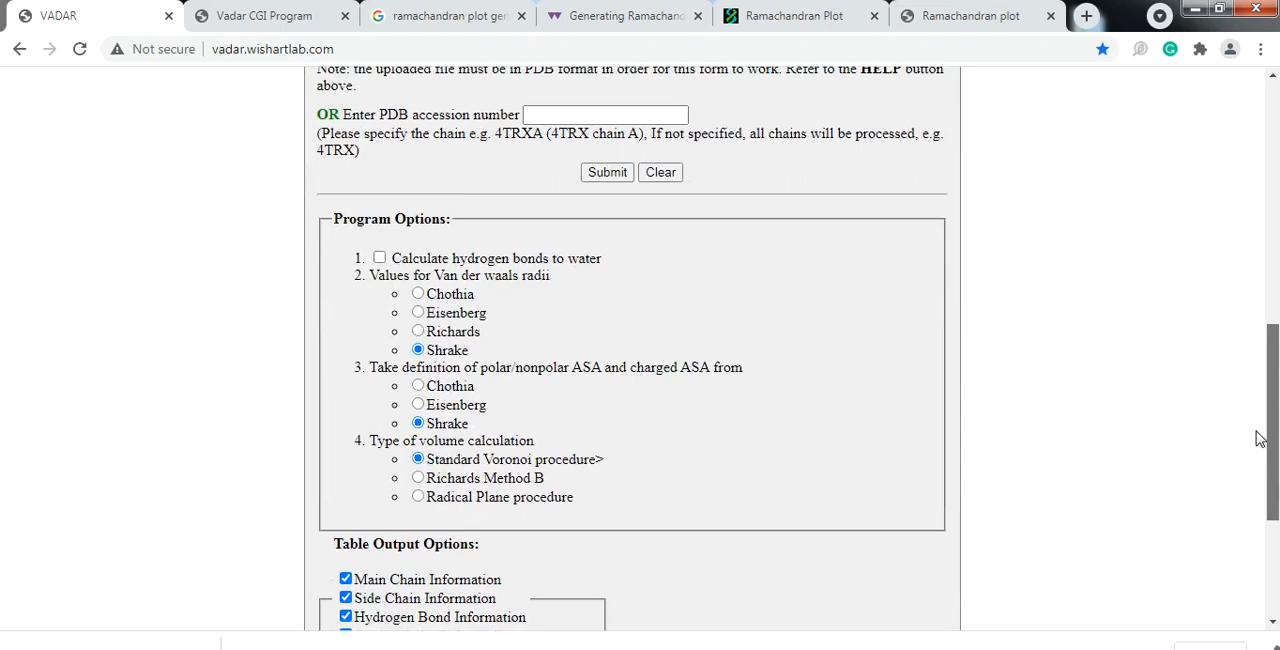 VADAR
Vadar CGI Program
ramachandran plot gen
Generating Ramachand
Ramachandran Plot
Ramachandran plot
Not secure
vadar.wishartlab.com
Note: the uploaded file must be in PDB format in order for this form to work. Refer to the HELP button
above.
OR Enter PDB accession number
(Please specify the chain e.g. 4TRXA (4TRX chain A), If not specified, all chains will be processed, e.g.
4TRX)
Submit Clear
Program Options:
1. Calculate hydrogen bonds to water
2. Values for Van der waals radii
Chothia
Eisenberg
Richards
Shrake
3. Take definition of polar/nonpolar ASA and charged ASA from
Chothia
Eisenberg
Shrake
4. Type of volume calculation
Standard Voronoi procedure>
Richards Method B
Radical Plane procedure
Table Output Options:
Main Chain Information
Side Chain Information
Hydrogen Bond Information